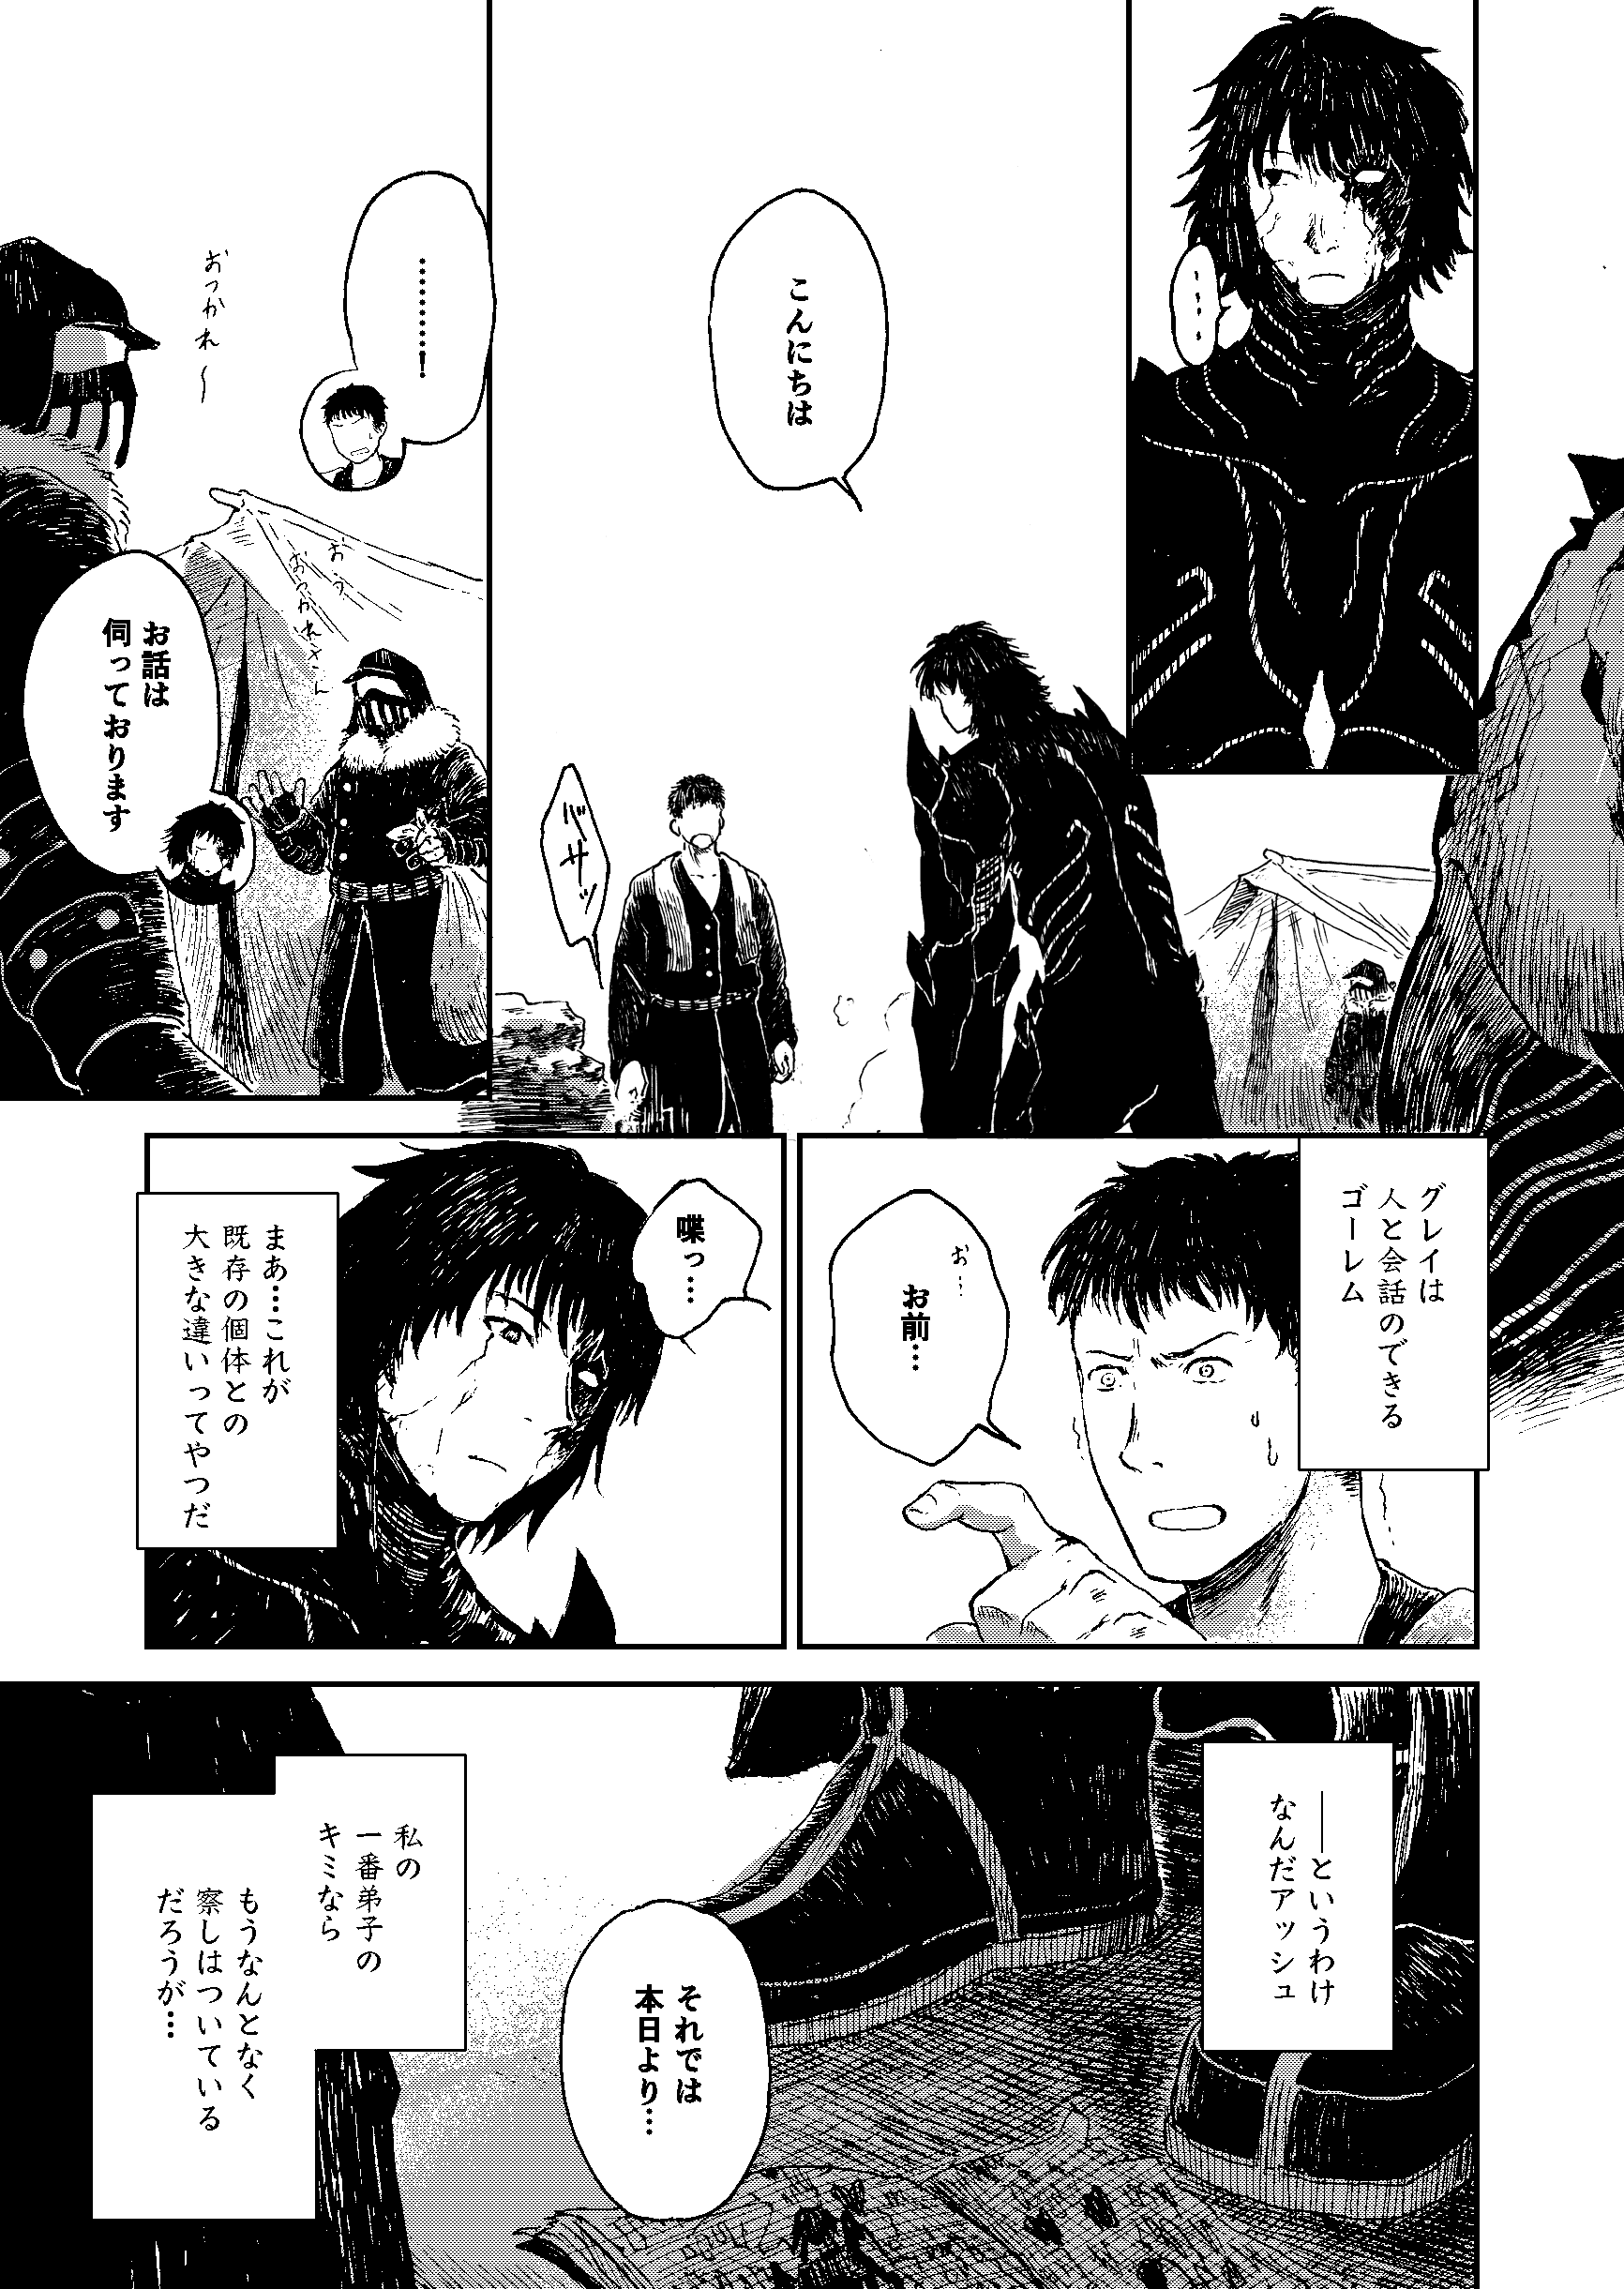 ……
こんにちは
バサッ
………！
おっかれ～
おう
おつかれさん
お話は
伺っております
グレイは
人と会話のできる
ゴーレム
お…
お前…
喋っ…
まあ…これが
既存の個体との
大きな違いってやつだ
――というわけ
なんだアッシュ
それでは
本日より…
私の
一番弟子の
キミなら
もうなんとなく
察しはついている
だろうが…